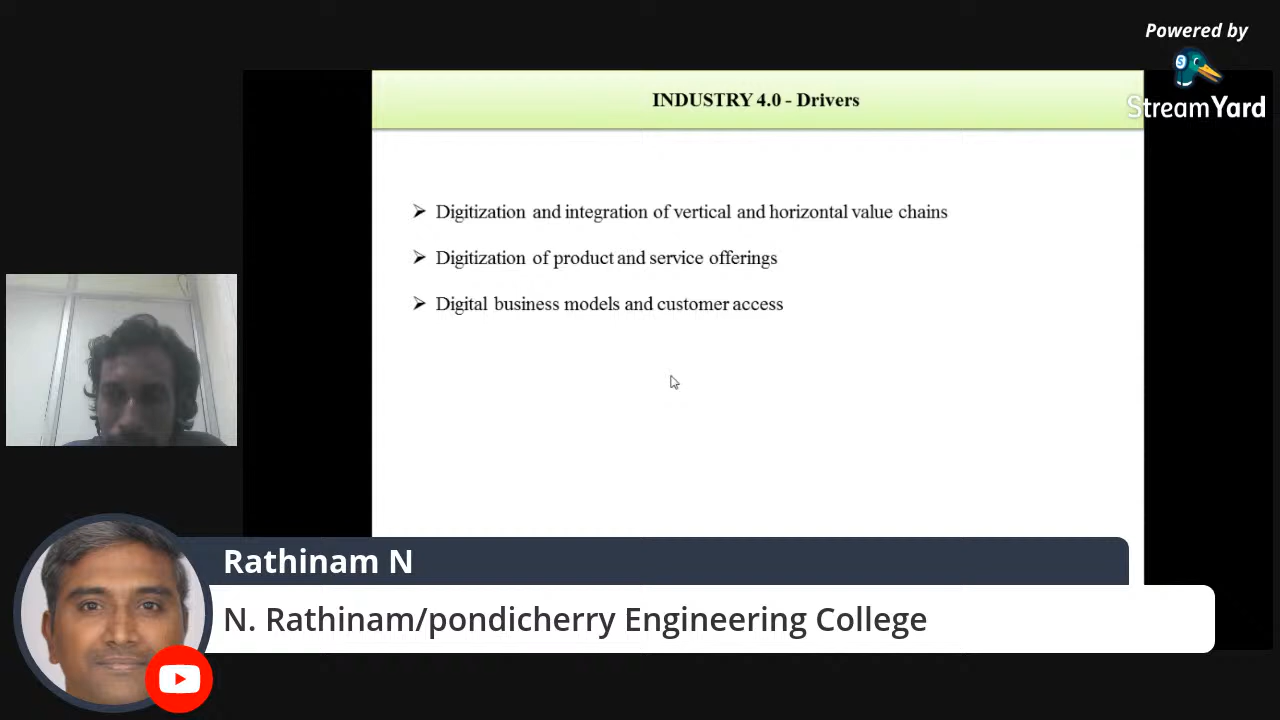 Powered by
StreamYard
INDUSTRY 4.0 - Drivers
Digitization and integration of vertical and horizontal value chains
Digitization of product and service offerings
Digital business models and customer access
Rathinam N
N. Rathinam/pondicherry Engineering College